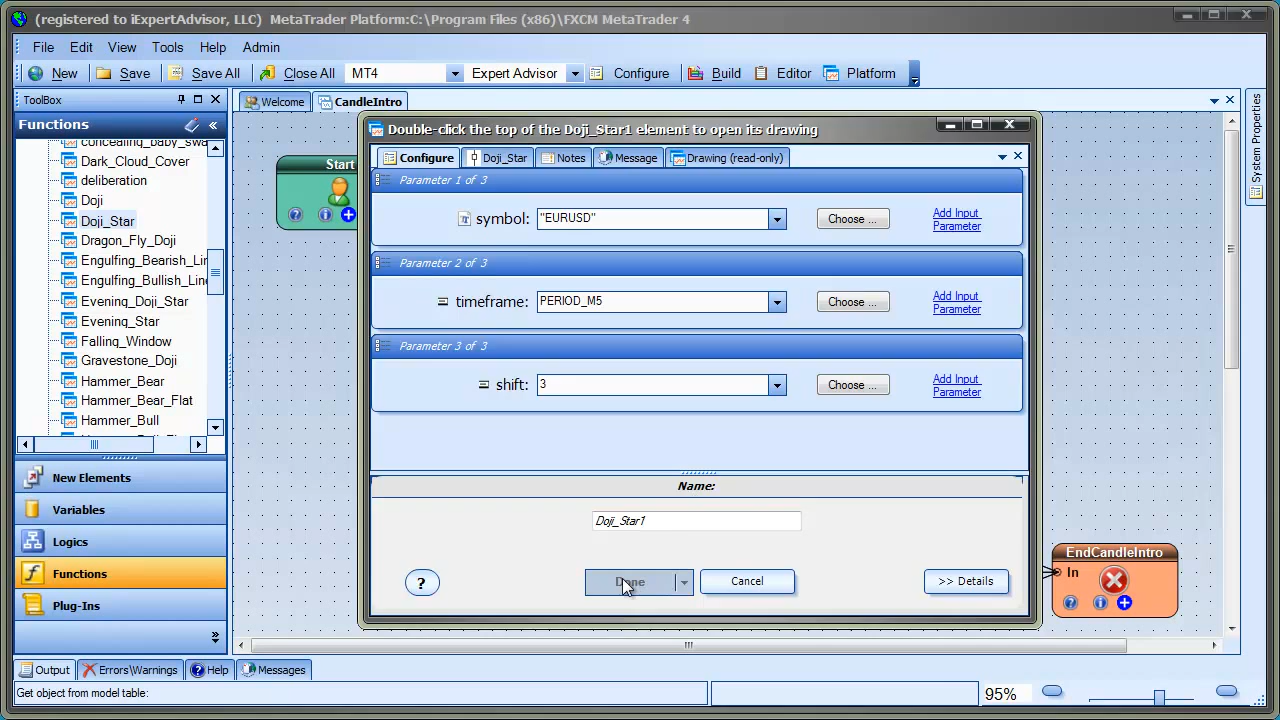 (registered to iExpertAdvisor, LLC) MetaTrader Platform:C:\Program Files (x86)\FXCM MetaTrader 4
File Edit View Tools Help Admin
New Save Save All Close All MT4 Expert Advisor Configure Build Editor Platform
ToolBox
Welcome CandleIntro
Functions
concealing_baby_swa
Dark_Cloud_Cover
deliberation
Doji
Doji_Star
Dragon_Fly_Doji
Engulfing_Bearish_Lin
Engulfing_Bullish_Line
Evening_Doji_Star
Evening_Star
Falling_Window
Gravestone_Doji
Hammer_Bear
Hammer_Bear_Flat
Hammer_Bull
New Elements
Variables
Logics
Functions
Plug-Ins
Start
Double-click the top of the Doji_Star1 element to open its drawing
Configure Doji_Star Notes Message Drawing (read-only)
Parameter 1 of 3
symbol: "EURUSD" Choose ... Add Input Parameter
Parameter 2 of 3
timeframe: PERIOD_M5 Choose ... Add Input Parameter
Parameter 3 of 3
shift: 3 Choose ... Add Input Parameter
Name:
Doji_Star1
? Done Cancel >> Details
EndCandleIntro
In
System Properties
Output Errors\Warnings Help Messages
Get object from model table:
95%